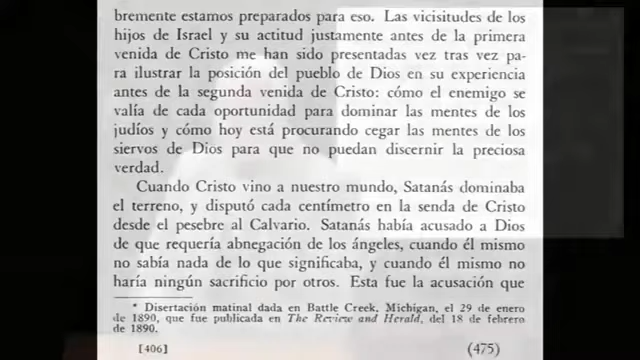 bremente estamos preparados para eso. Las vicisitudes de los
hijos de Israel y su actitud justamente antes de la primera
venida de Cristo me han sido presentadas vez tras vez pa-
ra ilustrar la posición del pueblo de Dios en su experiencia
antes de la segunda venida de Cristo: cómo el enemigo se
valía de cada oportunidad para dominar las mentes de los
judíos y cómo hoy está procurando cegar las mentes de los
siervos de Dios para que no puedan discernir la preciosa
verdad.
Cuando Cristo vino a nuestro mundo, Satanás dominaba
el terreno, y disputó cada centímetro en la senda de Cristo
desde el pesebre al Calvario. Satanás había acusado a Dios
de que requería abnegación de los ángeles, cuando él mismo
no sabía nada de lo que significaba, y cuando él mismo no
haría ningún sacrificio por otros. Esta fue la acusación que
* Disertación matinal dada en Battle Creek, Michigan, el 29 de enero
de 1890, que fue publicada en The Review and Herald, del 18 de febrero
de 1890.
[406] (475)